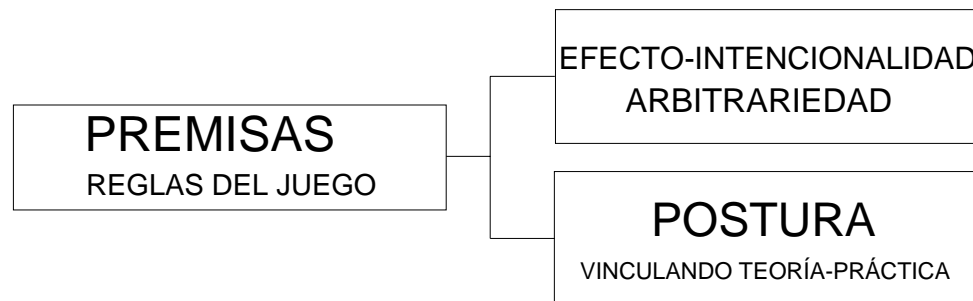 PREMISAS
REGLAS DEL JUEGO
EFECTO-INTENCIONALIDAD
ARBITRARIEDAD
POSTURA
VINCULANDO TEORÍA-PRÁCTICA